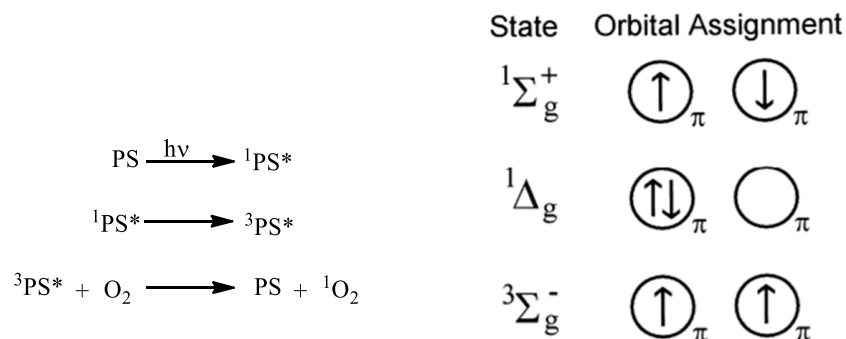 PS hν ¹PS*
¹PS* ³PS*
³PS* + O₂ PS + ¹O₂
State Orbital Assignment
¹Σg⁺ ↑ π ↓ π
¹Δg ↑↓ π π
³Σg⁻ ↑ π ↑ π